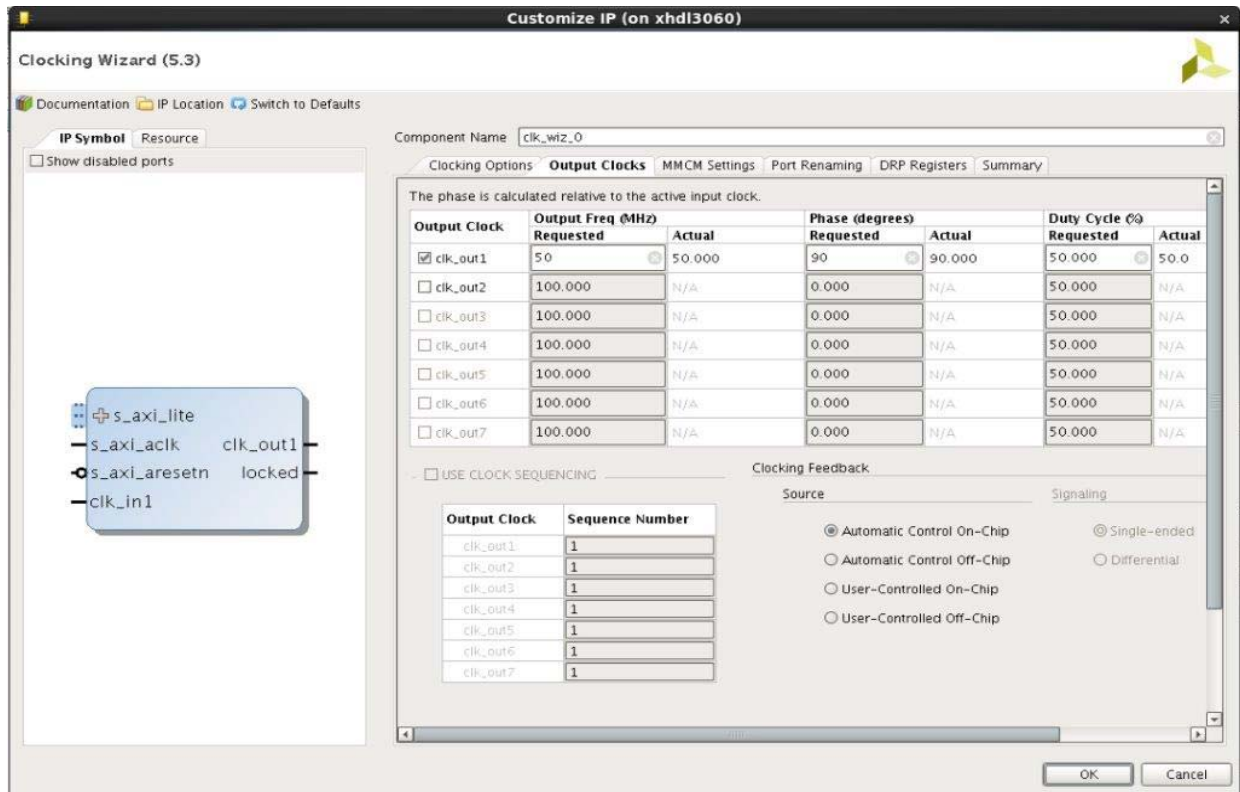 Customize IP (on xhdl3060)
Clocking Wizard (5.3)
Documentation IP Location Switch to Defaults
IP Symbol Resource
Show disabled ports
s_axi_lite
s_axi_aclk clk_out1
s_axi_aresetn locked
clk_in1
Component Name clk_wiz_0
Clocking Options Output Clocks MMCM Settings Port Renaming DRP Registers Summary
The phase is calculated relative to the active input clock.
Output Clock Output Freq (MHz) Phase (degrees) Duty Cycle (%)
Requested Actual Requested Actual Requested Actual
clk_out1 50 50.000 90 90.000 50.000 50.0
clk_out2 100.000 N/A 0.000 N/A 50.000 N/A
clk_out3 100.000 N/A 0.000 N/A 50.000 N/A
clk_out4 100.000 N/A 0.000 N/A 50.000 N/A
clk_out5 100.000 N/A 0.000 N/A 50.000 N/A
clk_out6 100.000 N/A 0.000 N/A 50.000 N/A
clk_out7 100.000 N/A 0.000 N/A 50.000 N/A
USE CLOCK SEQUENCING
Output Clock Sequence Number
clk_out1 1
clk_out2 1
clk_out3 1
clk_out4 1
clk_out5 1
clk_out6 1
clk_out7 1
Clocking Feedback
Source Signaling
Automatic Control On-Chip Single-ended
Automatic Control Off-Chip Differential
User-Controlled On-Chip
User-Controlled Off-Chip
OK Cancel